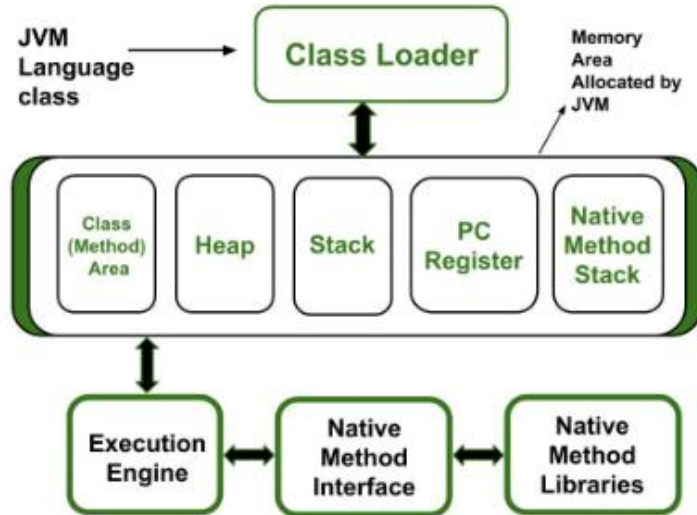 JVM
Language
class
Class Loader
Memory
Area
Allocated by
JVM
Class
(Method)
Area
Heap
Stack
PC
Register
Native
Method
Stack
Execution
Engine
Native
Method
Interface
Native
Method
Libraries